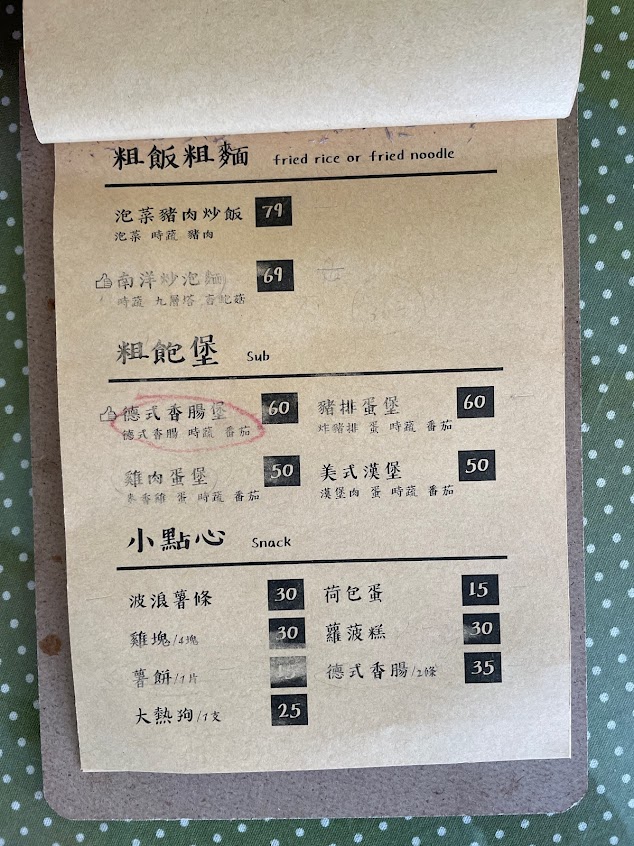 粗飯粗麵 fried rice or fried noodle
泡菜豬肉炒飯 79
泡菜 時蔬 豬肉
南洋炒泡麵 69
時蔬 九層塔 杏鮑菇
粗飽堡 Sub
德式香腸堡 60
德式香腸 時蔬 番茄
豬排蛋堡 60
炸豬排 蛋 時蔬 番茄
雞肉蛋堡 50
麥香雞 蛋 時蔬 番茄
美式漢堡 50
漢堡肉 蛋 時蔬 番茄
小點心 Snack
波浪薯條 30
荷包蛋 15
雞塊/4塊 30
蘿菠糕 30
薯餅/1片
德式香腸/2條 35
大熱狗/1支 25